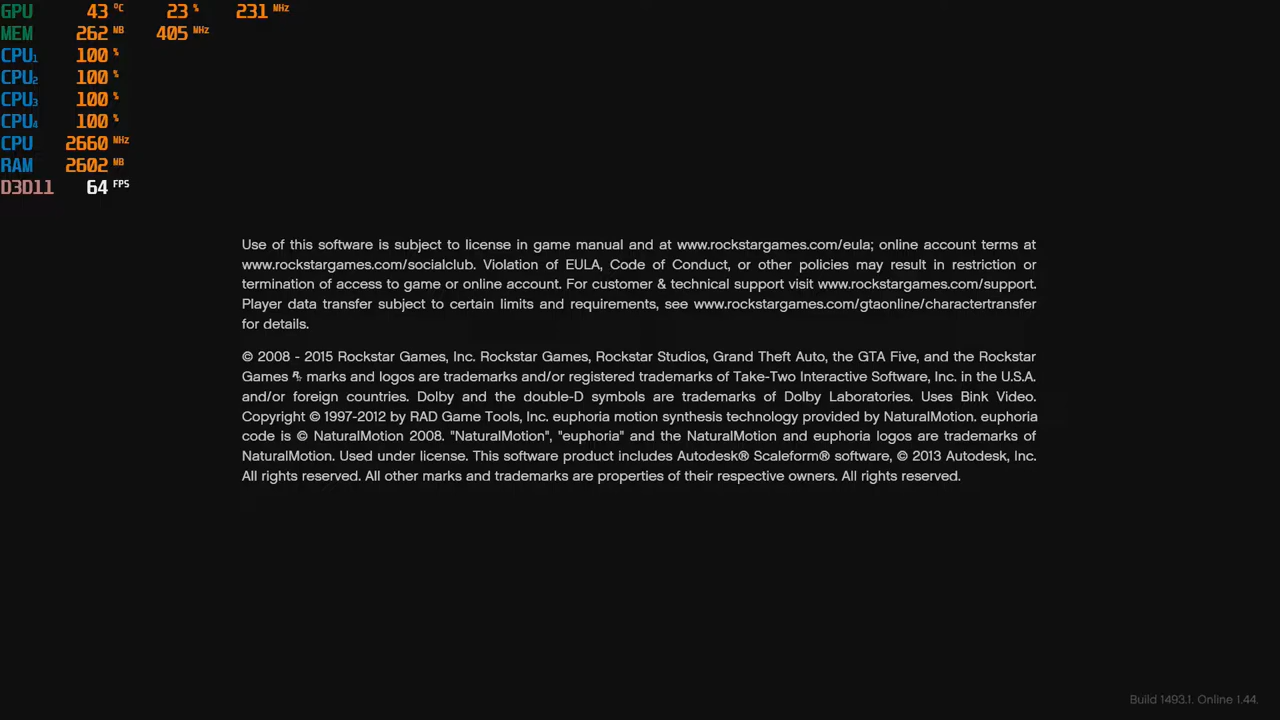 GPU 43 °C 23 % 231 MHz
MEM 262 MB 405 MHz
CPU1 100 %
CPU2 100 %
CPU3 100 %
CPU4 100 %
CPU 2660 MHz
RAM 2602 MB
D3D11 64 FPS
Use of this software is subject to license in game manual and at www.rockstargames.com/eula; online account terms at
www.rockstargames.com/socialclub. Violation of EULA, Code of Conduct, or other policies may result in restriction or
termination of access to game or online account. For customer & technical support visit www.rockstargames.com/support.
Player data transfer subject to certain limits and requirements, see www.rockstargames.com/gtaonline/charactertransfer
for details.
© 2008 - 2015 Rockstar Games, Inc. Rockstar Games, Rockstar Studios, Grand Theft Auto, the GTA Five, and the Rockstar
Games R* marks and logos are trademarks and/or registered trademarks of Take-Two Interactive Software, Inc. in the U.S.A.
and/or foreign countries. Dolby and the double-D symbols are trademarks of Dolby Laboratories. Uses Bink Video.
Copyright © 1997-2012 by RAD Game Tools, Inc. euphoria motion synthesis technology provided by NaturalMotion. euphoria
code is © NaturalMotion 2008. "NaturalMotion", "euphoria" and the NaturalMotion and euphoria logos are trademarks of
NaturalMotion. Used under license. This software product includes Autodesk® Scaleform® software, © 2013 Autodesk, Inc.
All rights reserved. All other marks and trademarks are properties of their respective owners. All rights reserved.
Build 1493.1. Online 1.44.